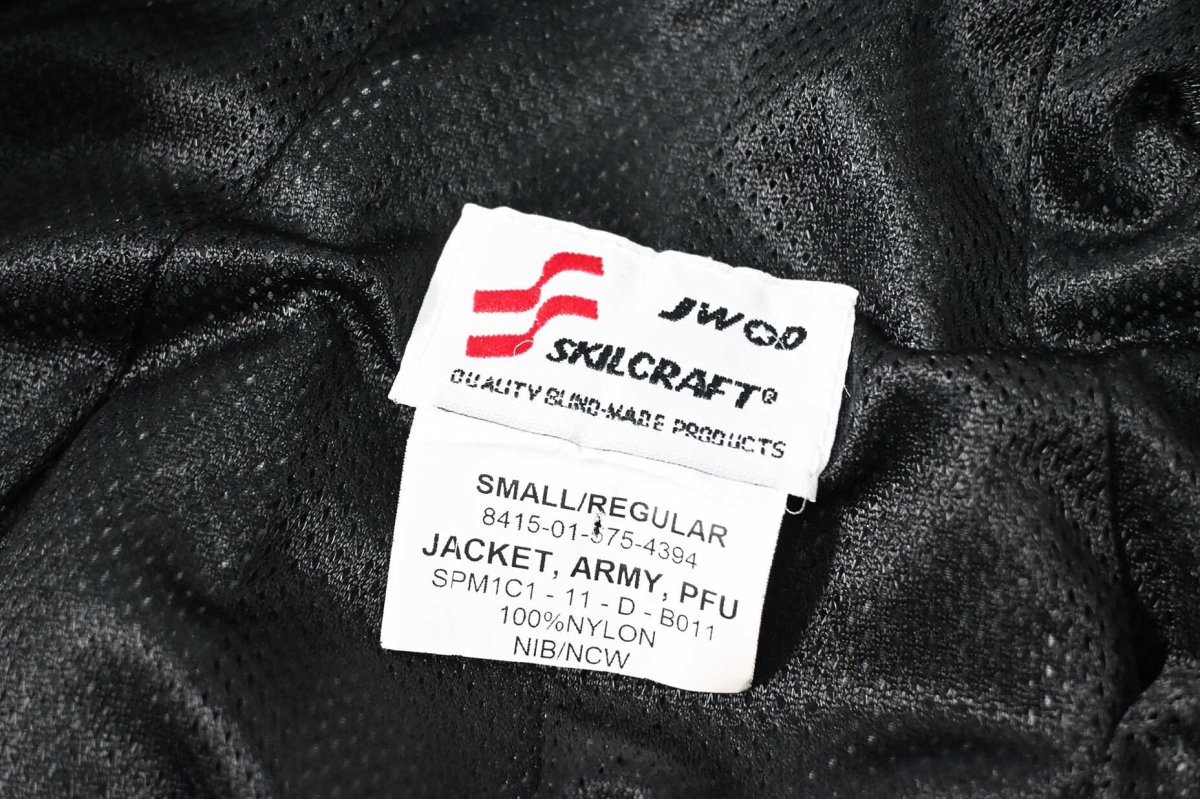 JWOD
SKILCRAFT®
QUALITY BLIND-MADE PRODUCTS
SMALL/REGULAR
8415-01-575-4394
JACKET, ARMY, PFU
SPM1C1 - 11 - D - B011
100%NYLON
NIB/NCW